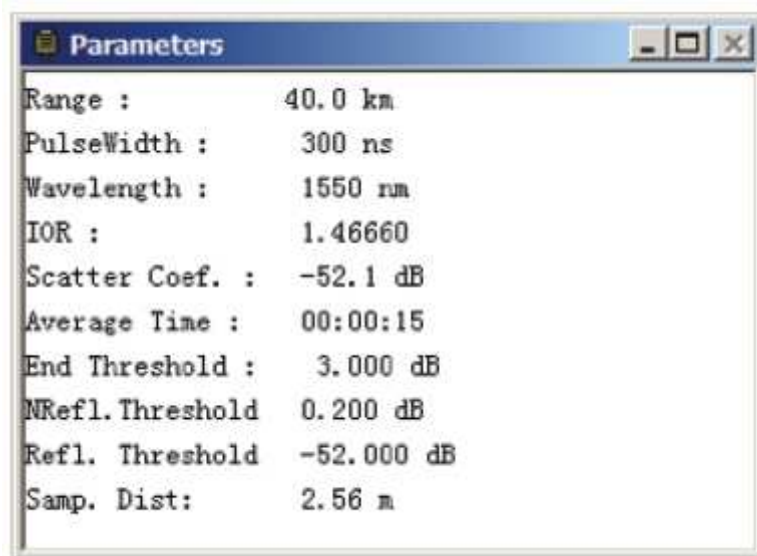 Parameters
Range : 40.0 km
PulseWidth : 300 ns
Wavelength : 1550 nm
IOR : 1.46660
Scatter Coef. : -52.1 dB
Average Time : 00:00:15
End Threshold : 3.000 dB
NRefl.Threshold 0.200 dB
Refl. Threshold -52.000 dB
Samp. Dist: 2.56 m